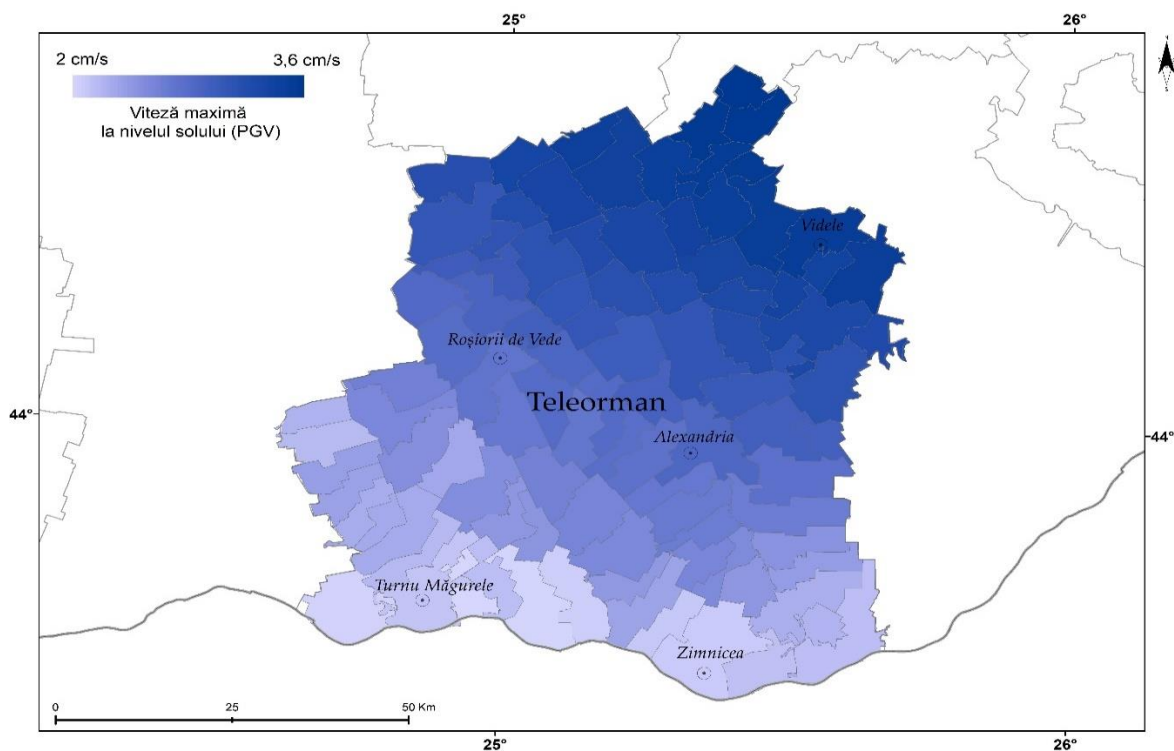 25°
26°
2 cm/s
3,6 cm/s
Viteză maximă
la nivelul solului (PGV)
Videle
Roșiorii de Vede
Teleorman
44°
Alexandria
44°
Turnu Măgurele
Zimnicea
0
25
50 Km
25°
26°